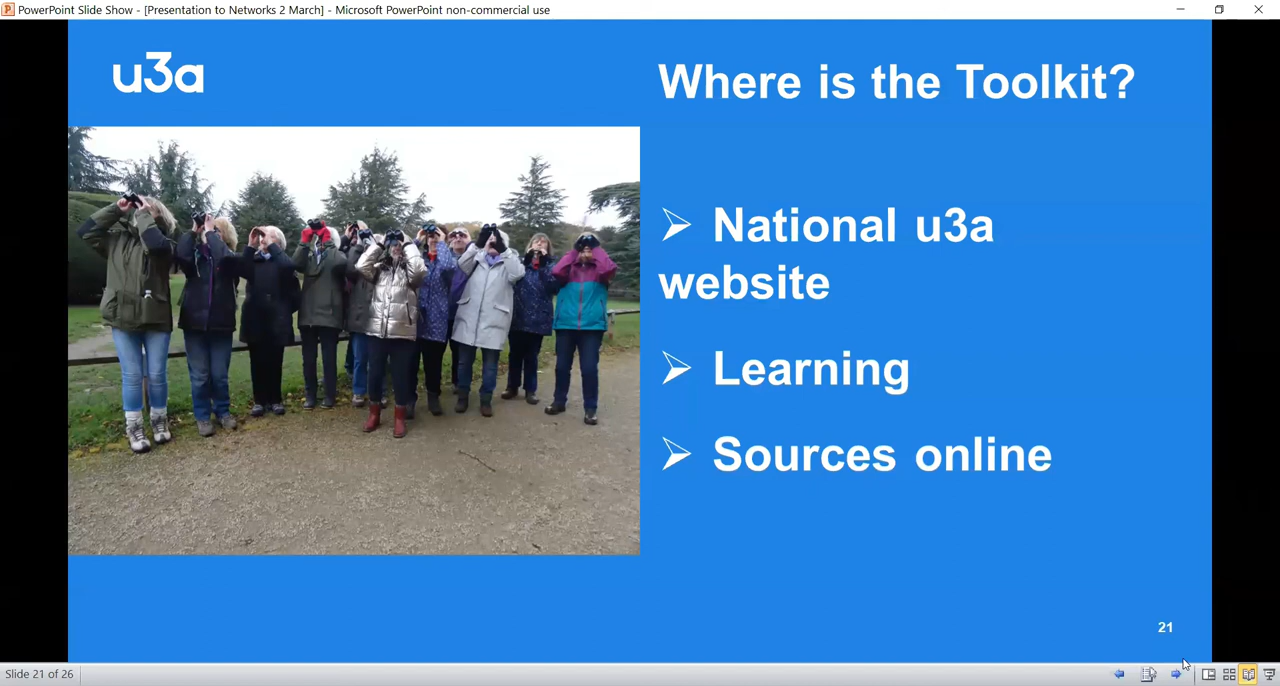 PowerPoint Slide Show - [Presentation to Networks 2 March] - Microsoft PowerPoint non-commercial use
u3a
Where is the Toolkit?
➢ National u3a
website
➢ Learning
➢ Sources online
21
Slide 21 of 26